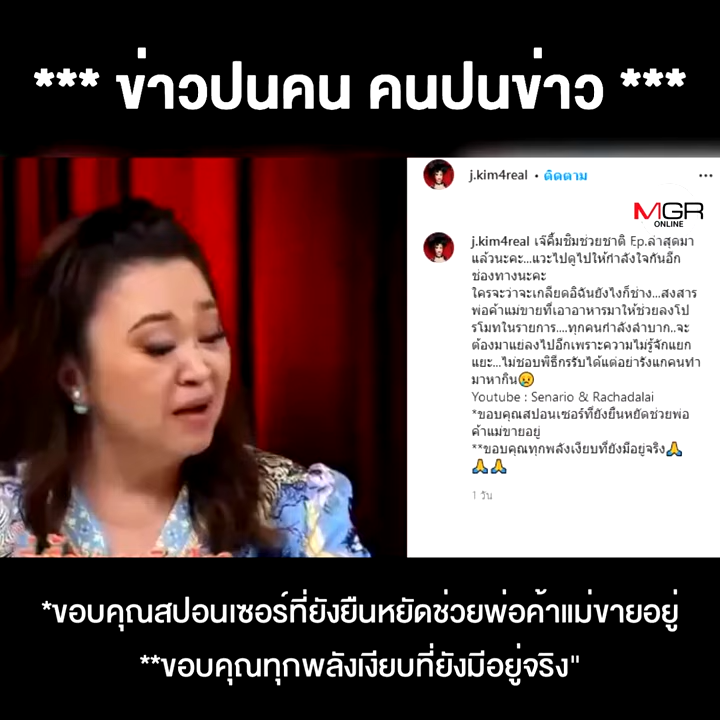 *** ข่าวปนคน คนปนข่าว ***
j.kim4real • ติดตาม ...
MGR
ONLINE
j.kim4real เจ๊คิ้มชิมช่วยชาติ Ep.ล่าสุดมา
แล้วนะคะ...แวะไปดูไปให้กำลังใจกันอีก
ช่องทางนะคะ
ใครจะว่าจะเกลียดอิฉันยังไงก็ช่าง...สงสาร
พ่อค้าแม่ขายที่เอาอาหารมาให้ช่วยลงโป
รโมทในรายการ....ทุกคนกำลังลำบาก..จะ
ต้องมาแย่ลงไปอีกเพราะความไม่รู้จักแยก
แยะ...ไม่ชอบพิธีกรรับได้แต่อย่ารังแกคนทำ
มาหากิน😢
Youtube : Senario & Rachadalai
*ขอบคุณสปอนเซอร์ที่ยังยืนหยัดช่วยพ่อ
ค้าแม่ขายอยู่
**ขอบคุณทุกพลังเงียบที่ยังมีอยู่จริง🙏
🙏🙏
1 วัน
*ขอบคุณสปอนเซอร์ที่ยังยืนหยัดช่วยพ่อค้าแม่ขายอยู่
**ขอบคุณทุกพลังเงียบที่ยังมีอยู่จริง"